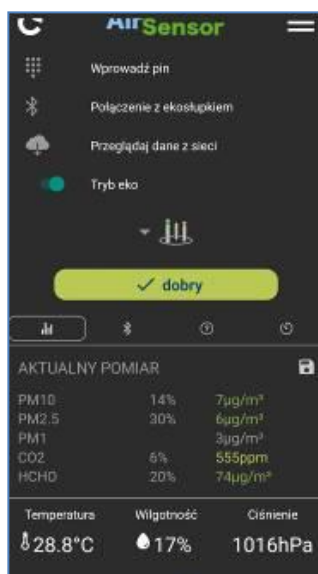 AirSensor
Wprowadź pin
Połączenie z ekosłupkiem
Przeglądaj dane z sieci
Tryb eko
dobry
AKTUALNY POMIAR
PM10 14% 7µg/m³
PM2.5 30% 6µg/m³
PM1 3µg/m³
CO2 6% 555ppm
HCHO 20% 74µg/m³
Temperatura Wilgotność Ciśnienie
28.8°C 17% 1016hPa